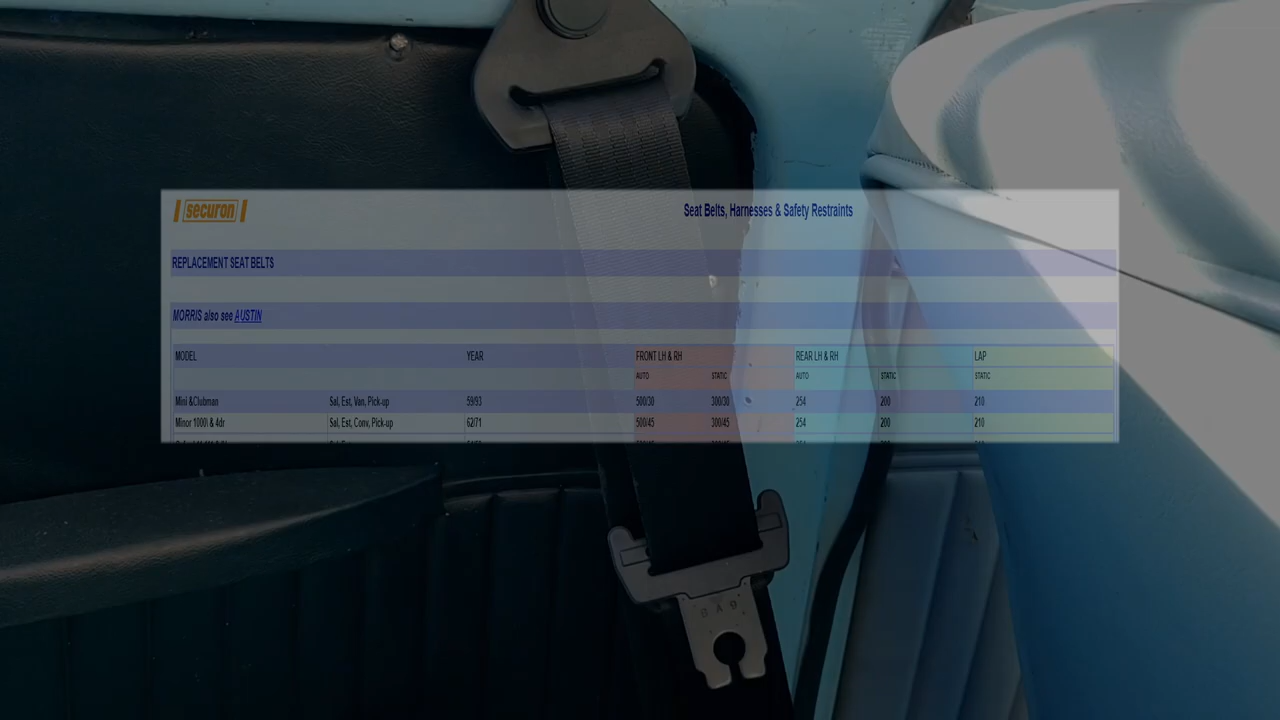 securon
Seat Belts, Harnesses & Safety Restraints
REPLACEMENT SEAT BELTS
MORRIS also see AUSTIN
MODEL YEAR FRONT LH & RH REAR LH & RH LAP
AUTO STATIC AUTO STATIC STATIC
Mini &Clubman Sal, Est, Van, Pick-up 59/93 500/30 300/30 254 200 210
Minor 1000\ & 4dr Sal, Est, Conv, Pick-up 62/71 500/45 300/45 254 200 210